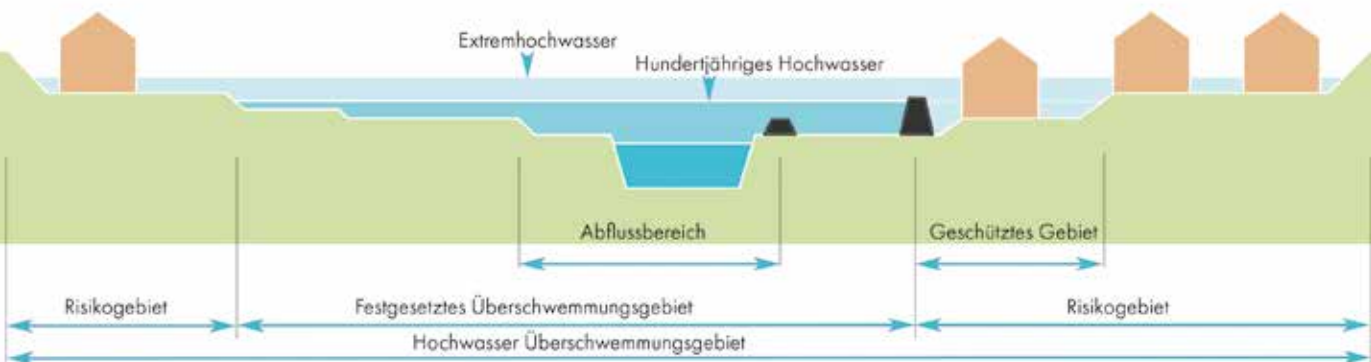 Extremhochwasser
Hundertjähriges Hochwasser
Abflussbereich
Geschütztes Gebiet
Risikogebiet
Festgesetztes Überschwemmungsgebiet
Risikogebiet
Hochwasser Überschwemmungsgebiet